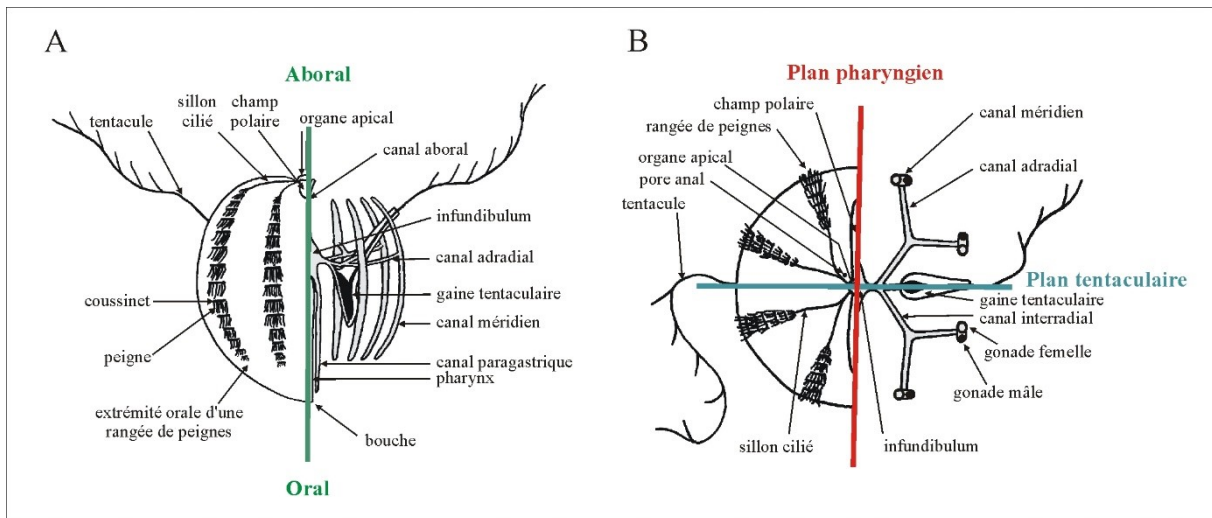 A
Aboral
sillon
cilié
champ
polaire
organe apical
tentacule
canal aboral
infundibulum
canal adradial
gaine tentaculaire
canal méridien
coussinet
peigne
canal paragastrique
pharynx
extrémité orale d'une
rangée de peignes
bouche
Oral
B
Plan pharyngien
champ polaire
rangée de peignes
organe apical
pore anal
tentacule
canal méridien
canal adradial
Plan tentaculaire
gaine tentaculaire
canal interradial
gonade femelle
gonade mâle
sillon cilié
infundibulum